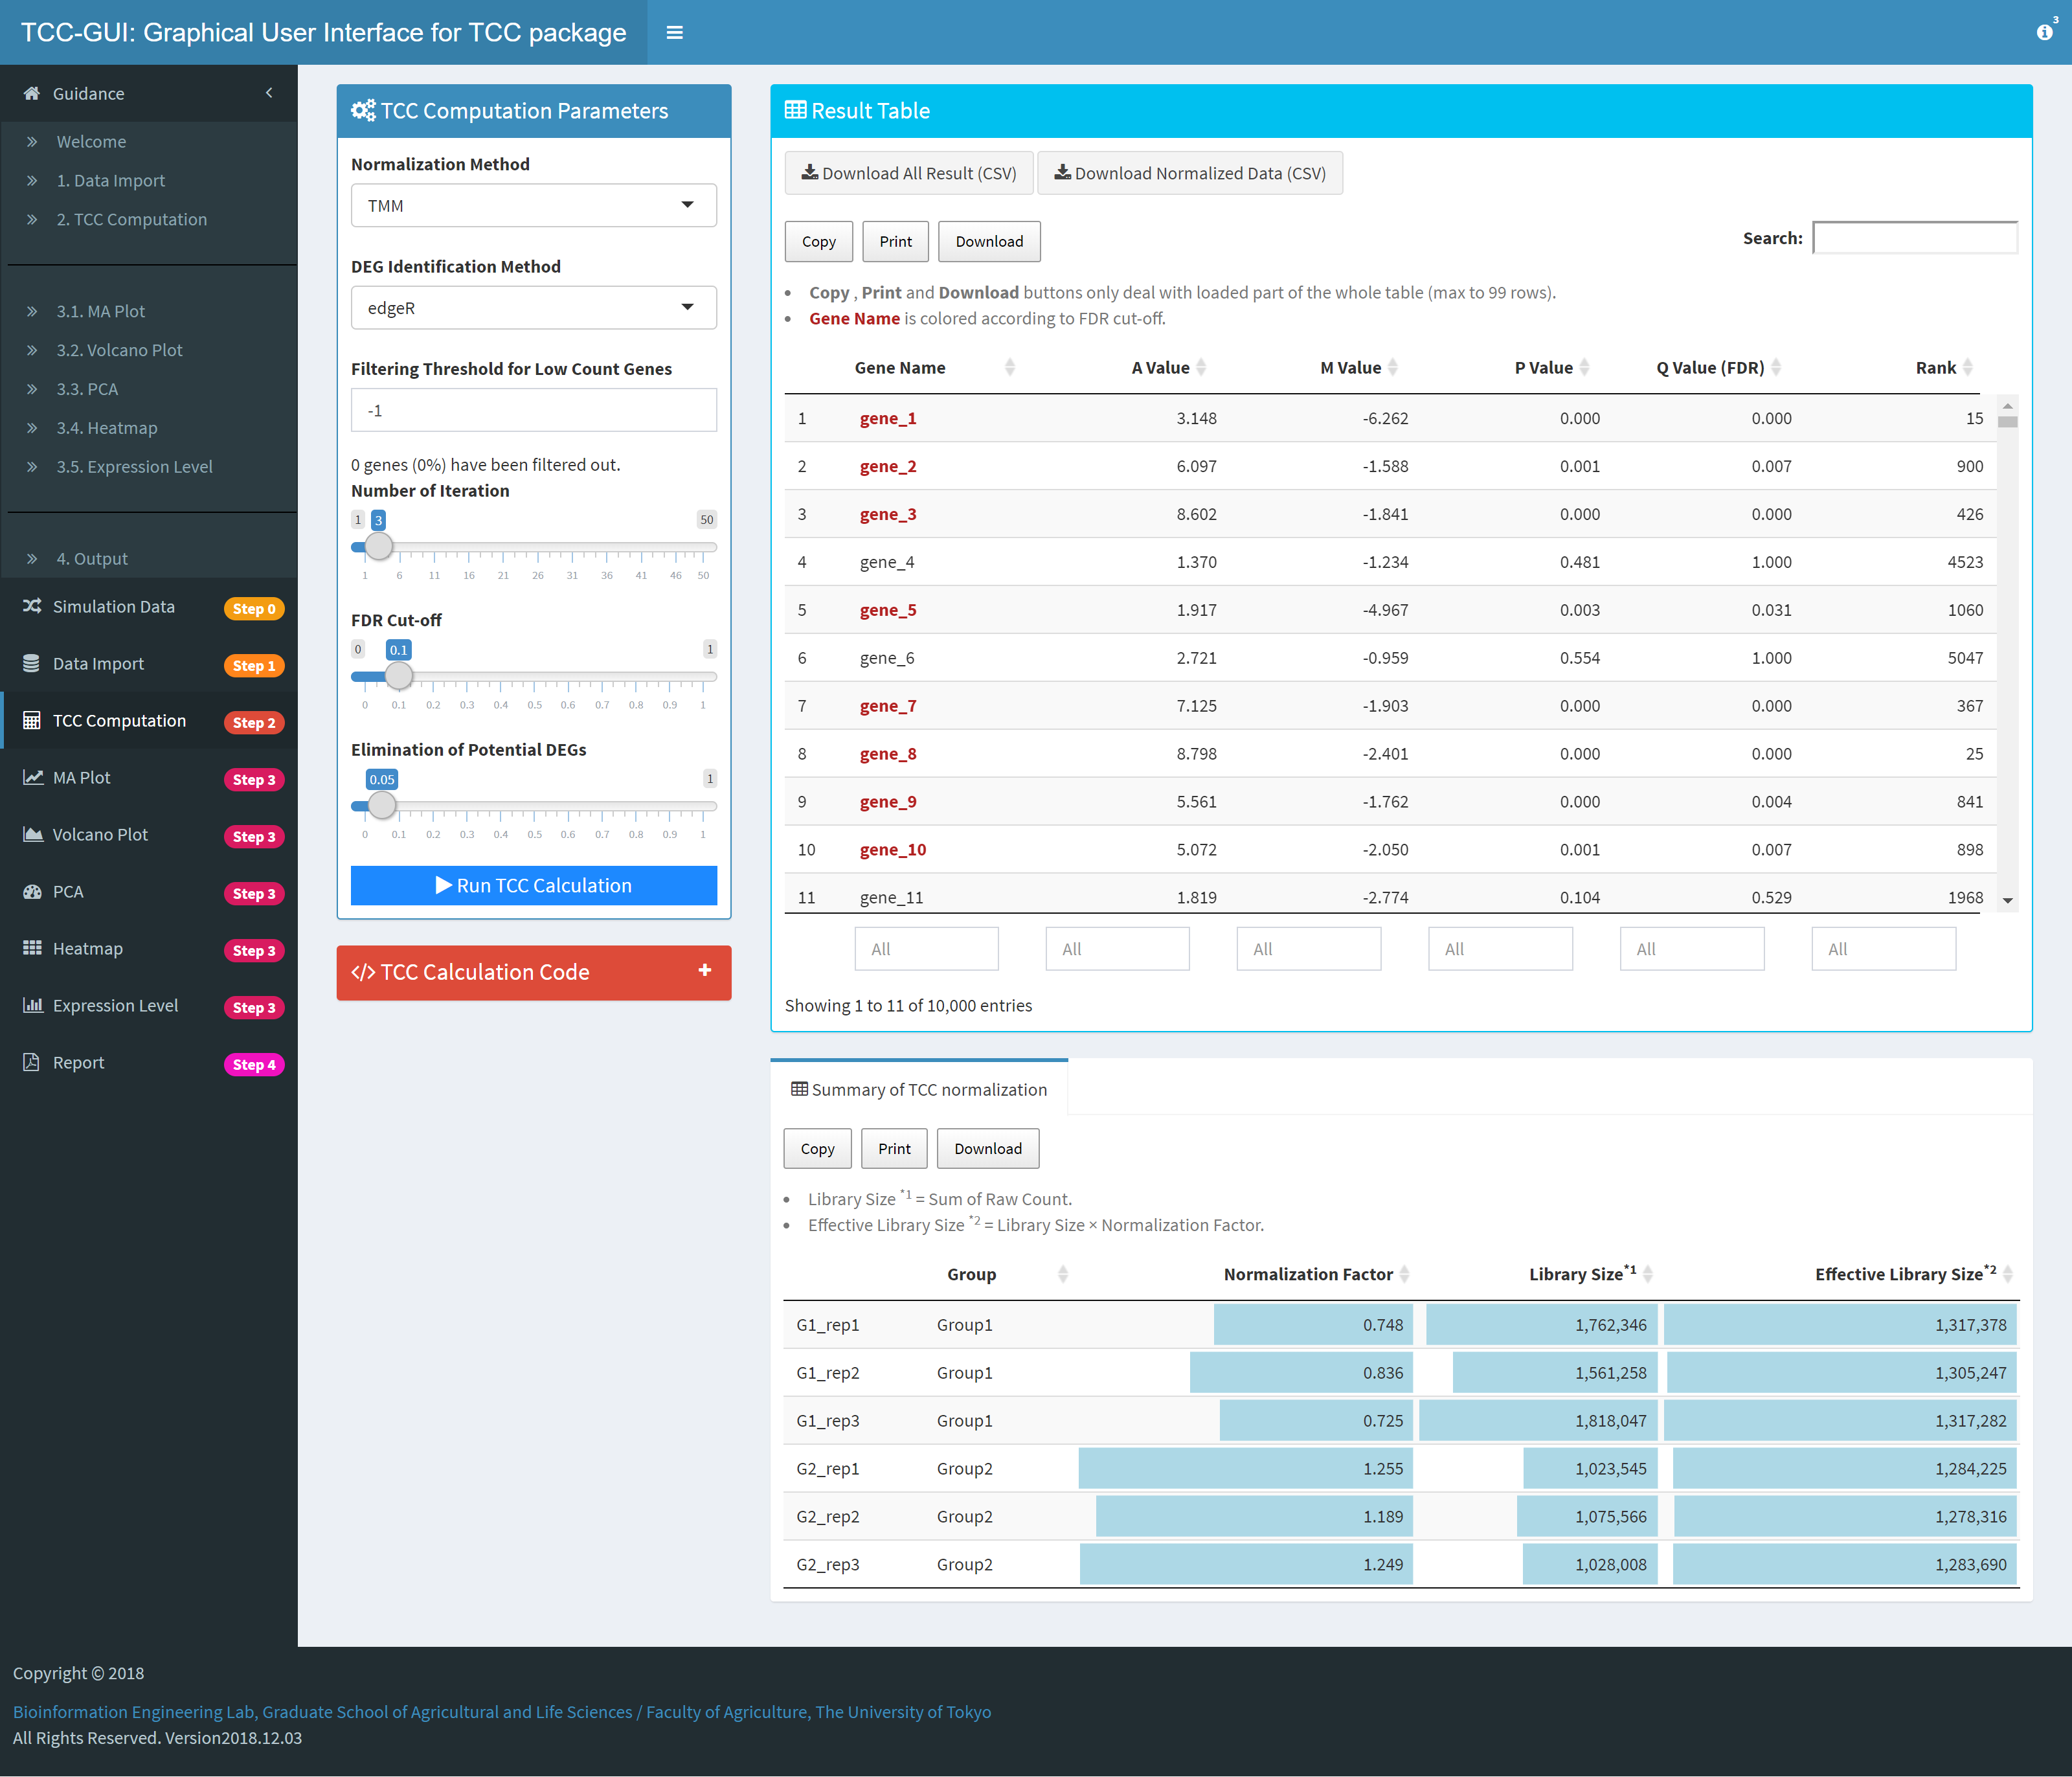 TCC-GUI: Graphical User Interface for TCC package
3
Guidance
Welcome
1. Data Import
2. TCC Computation
3.1. MA Plot
3.2. Volcano Plot
3.3. PCA
3.4. Heatmap
3.5. Expression Level
4. Output
Simulation Data Step 0
Data Import Step 1
TCC Computation Step 2
MA Plot Step 3
Volcano Plot Step 3
PCA Step 3
Heatmap Step 3
Expression Level Step 3
Report Step 4
TCC Computation Parameters
Normalization Method
TMM
DEG Identification Method
edgeR
Filtering Threshold for Low Count Genes
-1
0 genes (0%) have been filtered out.
Number of Iteration
1 3 50
1 6 11 16 21 26 31 36 41 46 50
FDR Cut-off
0 0.1 1
0 0.1 0.2 0.3 0.4 0.5 0.6 0.7 0.8 0.9 1
Elimination of Potential DEGs
0.05 1
0 0.1 0.2 0.3 0.4 0.5 0.6 0.7 0.8 0.9 1
Run TCC Calculation
</> TCC Calculation Code +
Result Table
Download All Result (CSV) Download Normalized Data (CSV)
Copy Print Download Search:
• Copy , Print and Download buttons only deal with loaded part of the whole table (max to 99 rows).
• Gene Name is colored according to FDR cut-off.
Gene Name A Value M Value P Value Q Value (FDR) Rank
1 gene_1 3.148 -6.262 0.000 0.000 15
2 gene_2 6.097 -1.588 0.001 0.007 900
3 gene_3 8.602 -1.841 0.000 0.000 426
4 gene_4 1.370 -1.234 0.481 1.000 4523
5 gene_5 1.917 -4.967 0.003 0.031 1060
6 gene_6 2.721 -0.959 0.554 1.000 5047
7 gene_7 7.125 -1.903 0.000 0.000 367
8 gene_8 8.798 -2.401 0.000 0.000 25
9 gene_9 5.561 -1.762 0.000 0.004 841
10 gene_10 5.072 -2.050 0.001 0.007 898
11 gene_11 1.819 -2.774 0.104 0.529 1968
All All All All All All
Showing 1 to 11 of 10,000 entries
Summary of TCC normalization
Copy Print Download
• Library Size *1 = Sum of Raw Count.
• Effective Library Size *2 = Library Size × Normalization Factor.
Group Normalization Factor Library Size*1 Effective Library Size*2
G1_rep1 Group1 0.748 1,762,346 1,317,378
G1_rep2 Group1 0.836 1,561,258 1,305,247
G1_rep3 Group1 0.725 1,818,047 1,317,282
G2_rep1 Group2 1.255 1,023,545 1,284,225
G2_rep2 Group2 1.189 1,075,566 1,278,316
G2_rep3 Group2 1.249 1,028,008 1,283,690
Copyright © 2018
Bioinformation Engineering Lab, Graduate School of Agricultural and Life Sciences / Faculty of Agriculture, The University of Tokyo
All Rights Reserved. Version2018.12.03